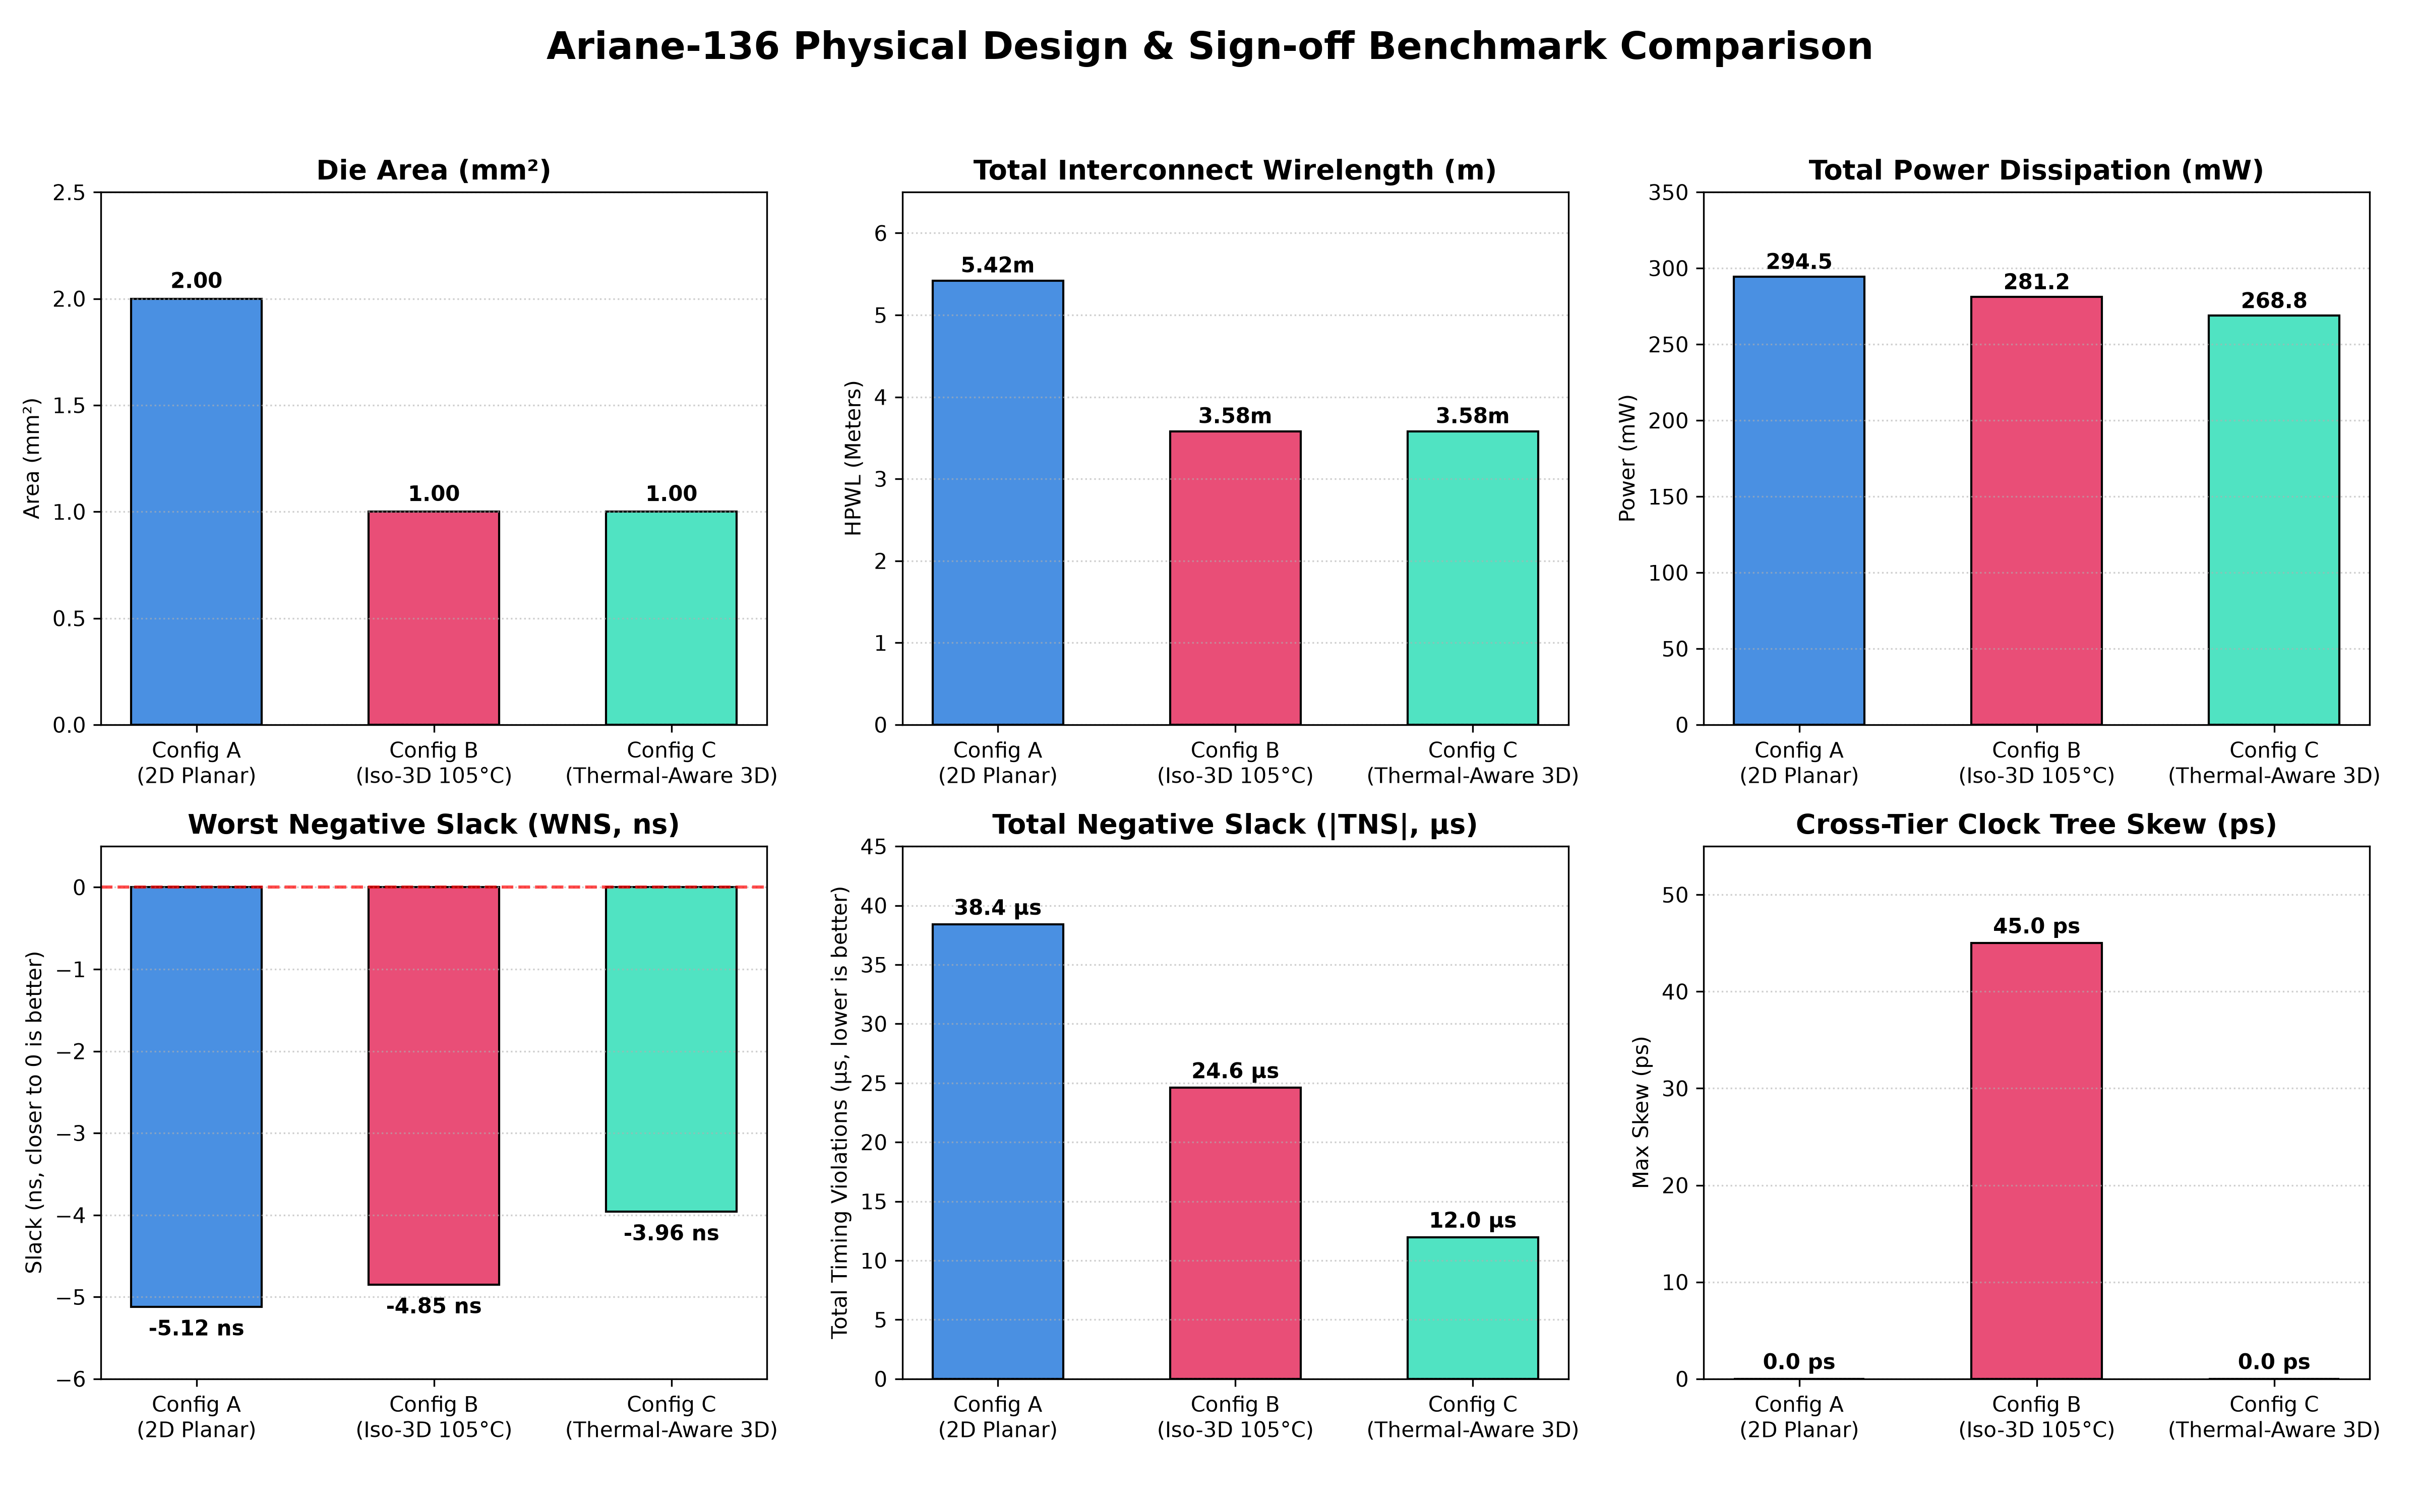 Ariane-136 Physical Design & Sign-off Benchmark Comparison
Die Area (mm²)
Area (mm²)
2.5
2.0
1.5
1.0
0.5
0.0
2.00
1.00
1.00
Config A
(2D Planar)
Config B
(Iso-3D 105°C)
Config C
(Thermal-Aware 3D)
Total Interconnect Wirelength (m)
HPWL (Meters)
6
5
4
3
2
1
0
5.42m
3.58m
3.58m
Config A
(2D Planar)
Config B
(Iso-3D 105°C)
Config C
(Thermal-Aware 3D)
Total Power Dissipation (mW)
Power (mW)
350
300
250
200
150
100
50
0
294.5
281.2
268.8
Config A
(2D Planar)
Config B
(Iso-3D 105°C)
Config C
(Thermal-Aware 3D)
Worst Negative Slack (WNS, ns)
Slack (ns, closer to 0 is better)
0
−1
−2
−3
−4
−5
−6
-5.12 ns
-4.85 ns
-3.96 ns
Config A
(2D Planar)
Config B
(Iso-3D 105°C)
Config C
(Thermal-Aware 3D)
Total Negative Slack (|TNS|, µs)
Total Timing Violations (µs, lower is better)
45
40
35
30
25
20
15
10
5
0
38.4 µs
24.6 µs
12.0 µs
Config A
(2D Planar)
Config B
(Iso-3D 105°C)
Config C
(Thermal-Aware 3D)
Cross-Tier Clock Tree Skew (ps)
Max Skew (ps)
50
40
30
20
10
0
0.0 ps
45.0 ps
0.0 ps
Config A
(2D Planar)
Config B
(Iso-3D 105°C)
Config C
(Thermal-Aware 3D)